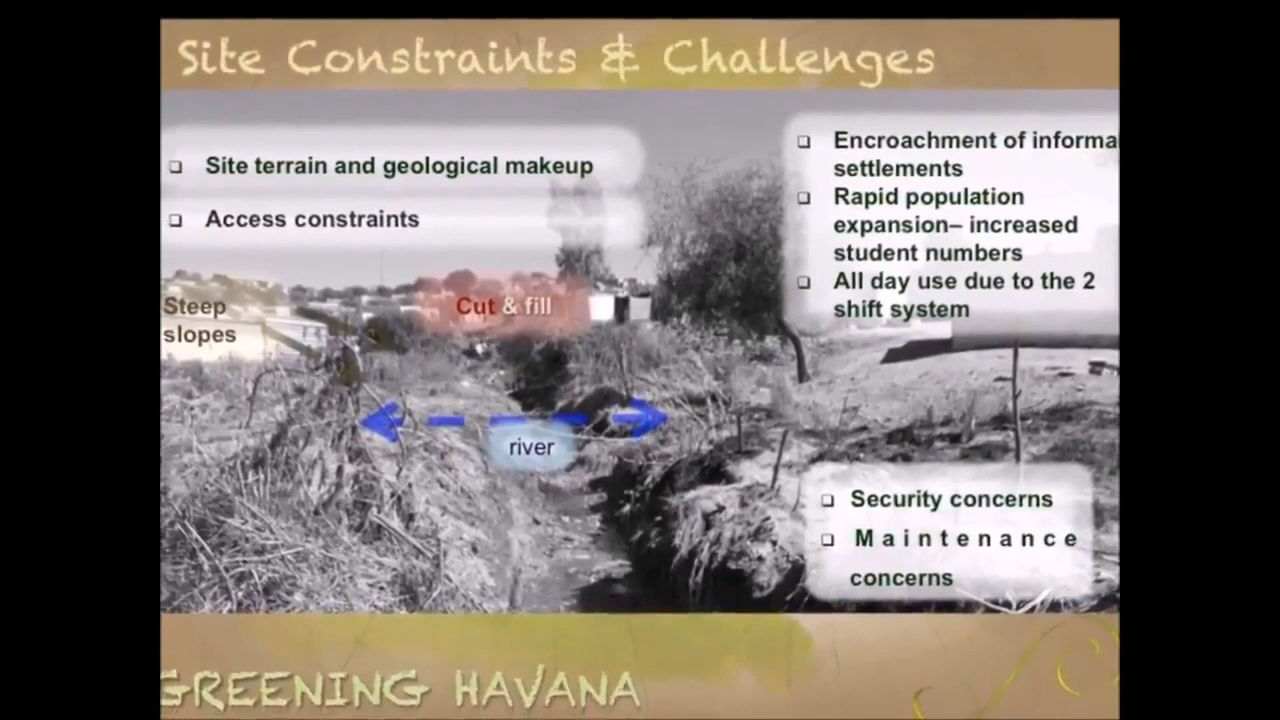 Site Constraints & Challenges
❑ Site terrain and geological makeup
❑ Access constraints
❑ Encroachment of informa
settlements
❑ Rapid population
expansion– increased
student numbers
❑ All day use due to the 2
shift system
Steep
slopes
Cut & fill
river
❑ Security concerns
❑ Maintenance
concerns
GREENING HAVANA